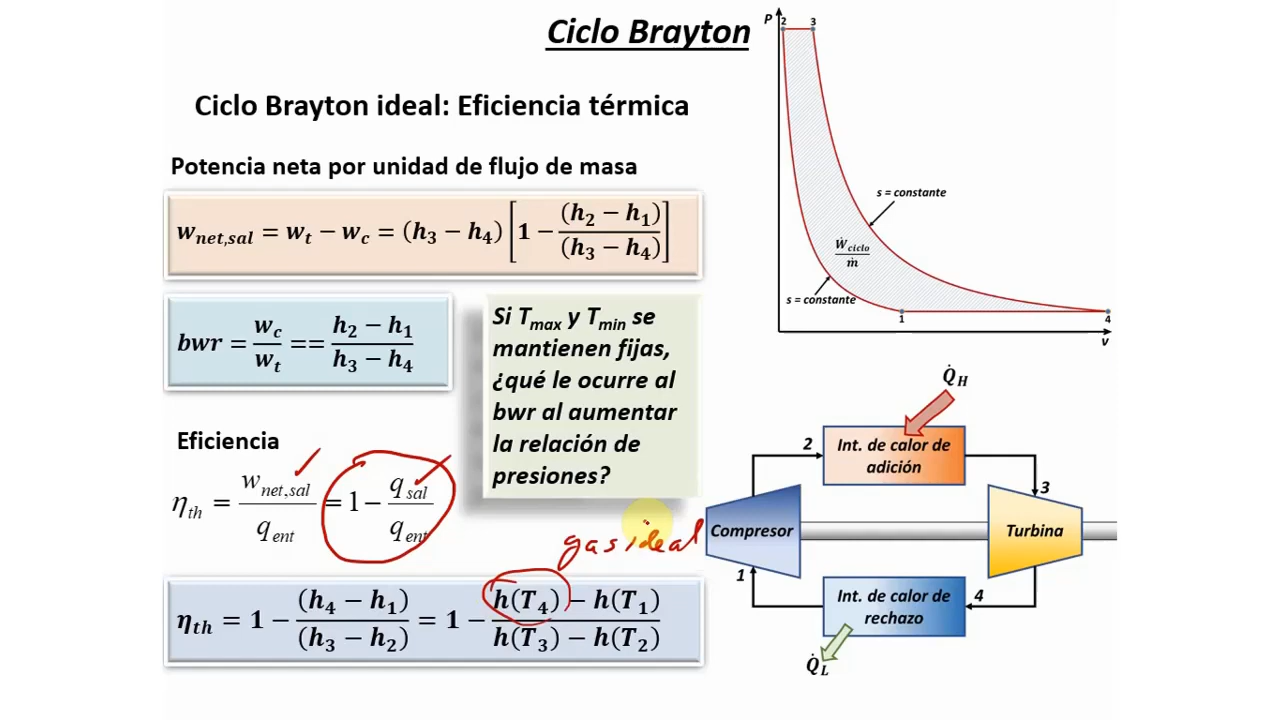 Ciclo Brayton
Ciclo Brayton ideal: Eficiencia térmica
Potencia neta por unidad de flujo de masa
w_net,sal = w_t − w_c = (h_3 − h_4) [1 − (h_2 − h_1)/(h_3 − h_4)]
bwr = w_c/w_t == (h_2 − h_1)/(h_3 − h_4)
Si T_max y T_min se
mantienen fijas,
¿qué le ocurre al
bwr al aumentar
la relación de
presiones?
Eficiencia
η_th = w_net,sal/q_ent = 1 − q_sal/q_ent
gas ideal
η_th = 1 − (h_4 − h_1)/(h_3 − h_2) = 1 − (h(T_4) − h(T_1))/(h(T_3) − h(T_2))
P
2
3
s = constante
Ẇ_ciclo/ṁ
s = constante
1
4
v
Q̇_H
2
Int. de calor de
adición
3
Compresor
Turbina
1
Int. de calor de
rechazo
4
Q̇_L